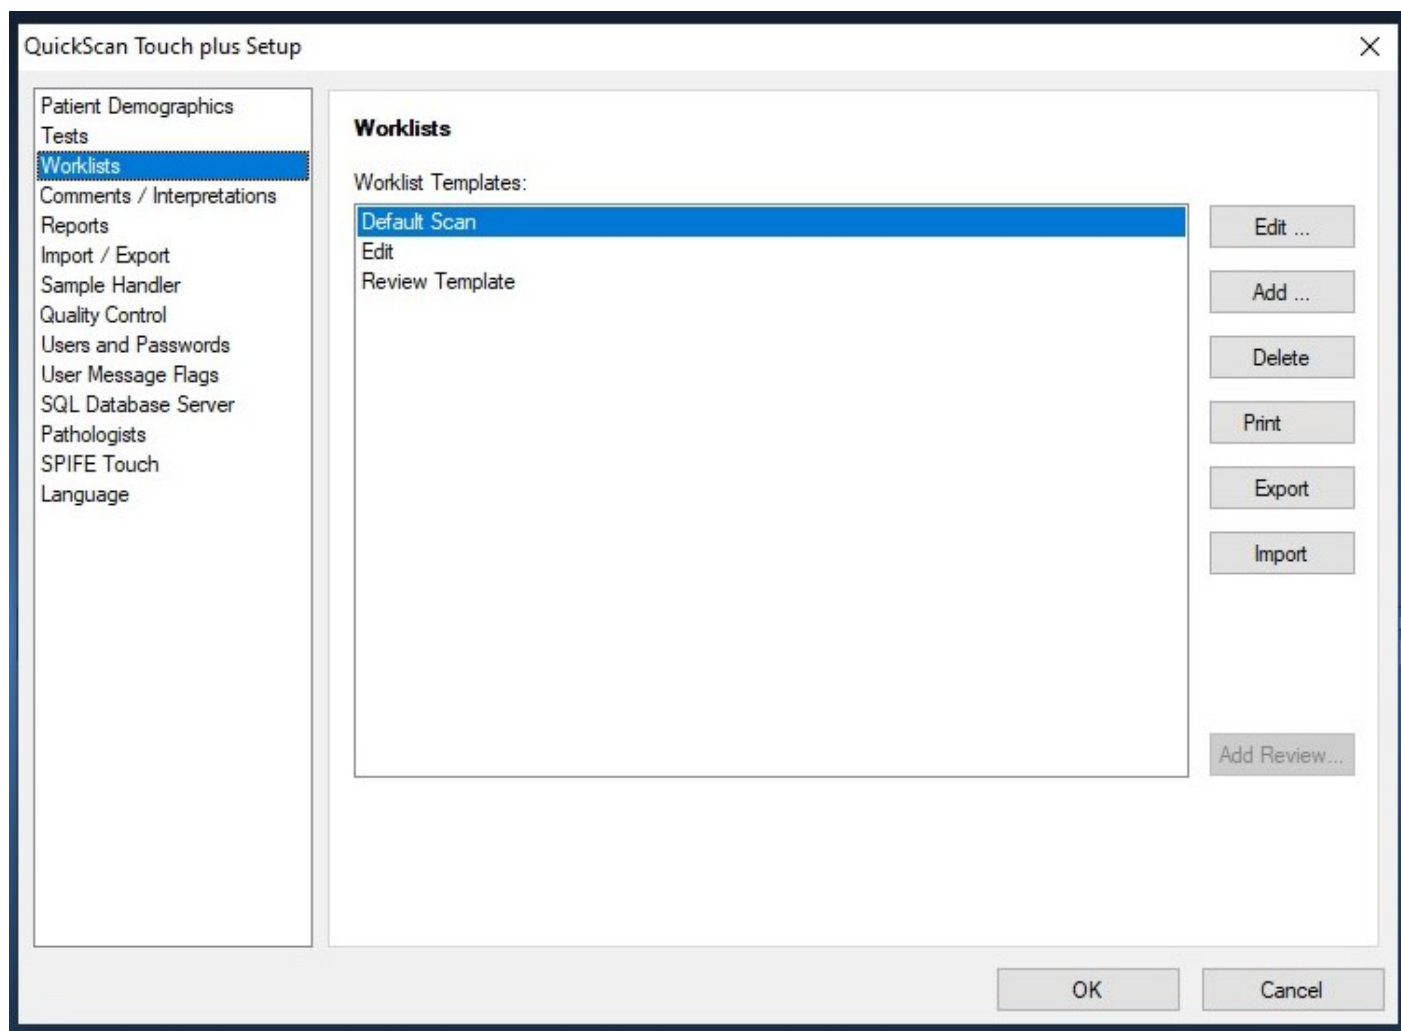 QuickScan Touch plus Setup
Patient Demographics
Tests
Worklists
Comments / Interpretations
Reports
Import / Export
Sample Handler
Quality Control
Users and Passwords
User Message Flags
SQL Database Server
Pathologists
SPIFE Touch
Language
Worklists
Worklist Templates:
Default Scan
Edit
Review Template
Edit ...
Add ...
Delete
Print
Export
Import
Add Review...
OK
Cancel